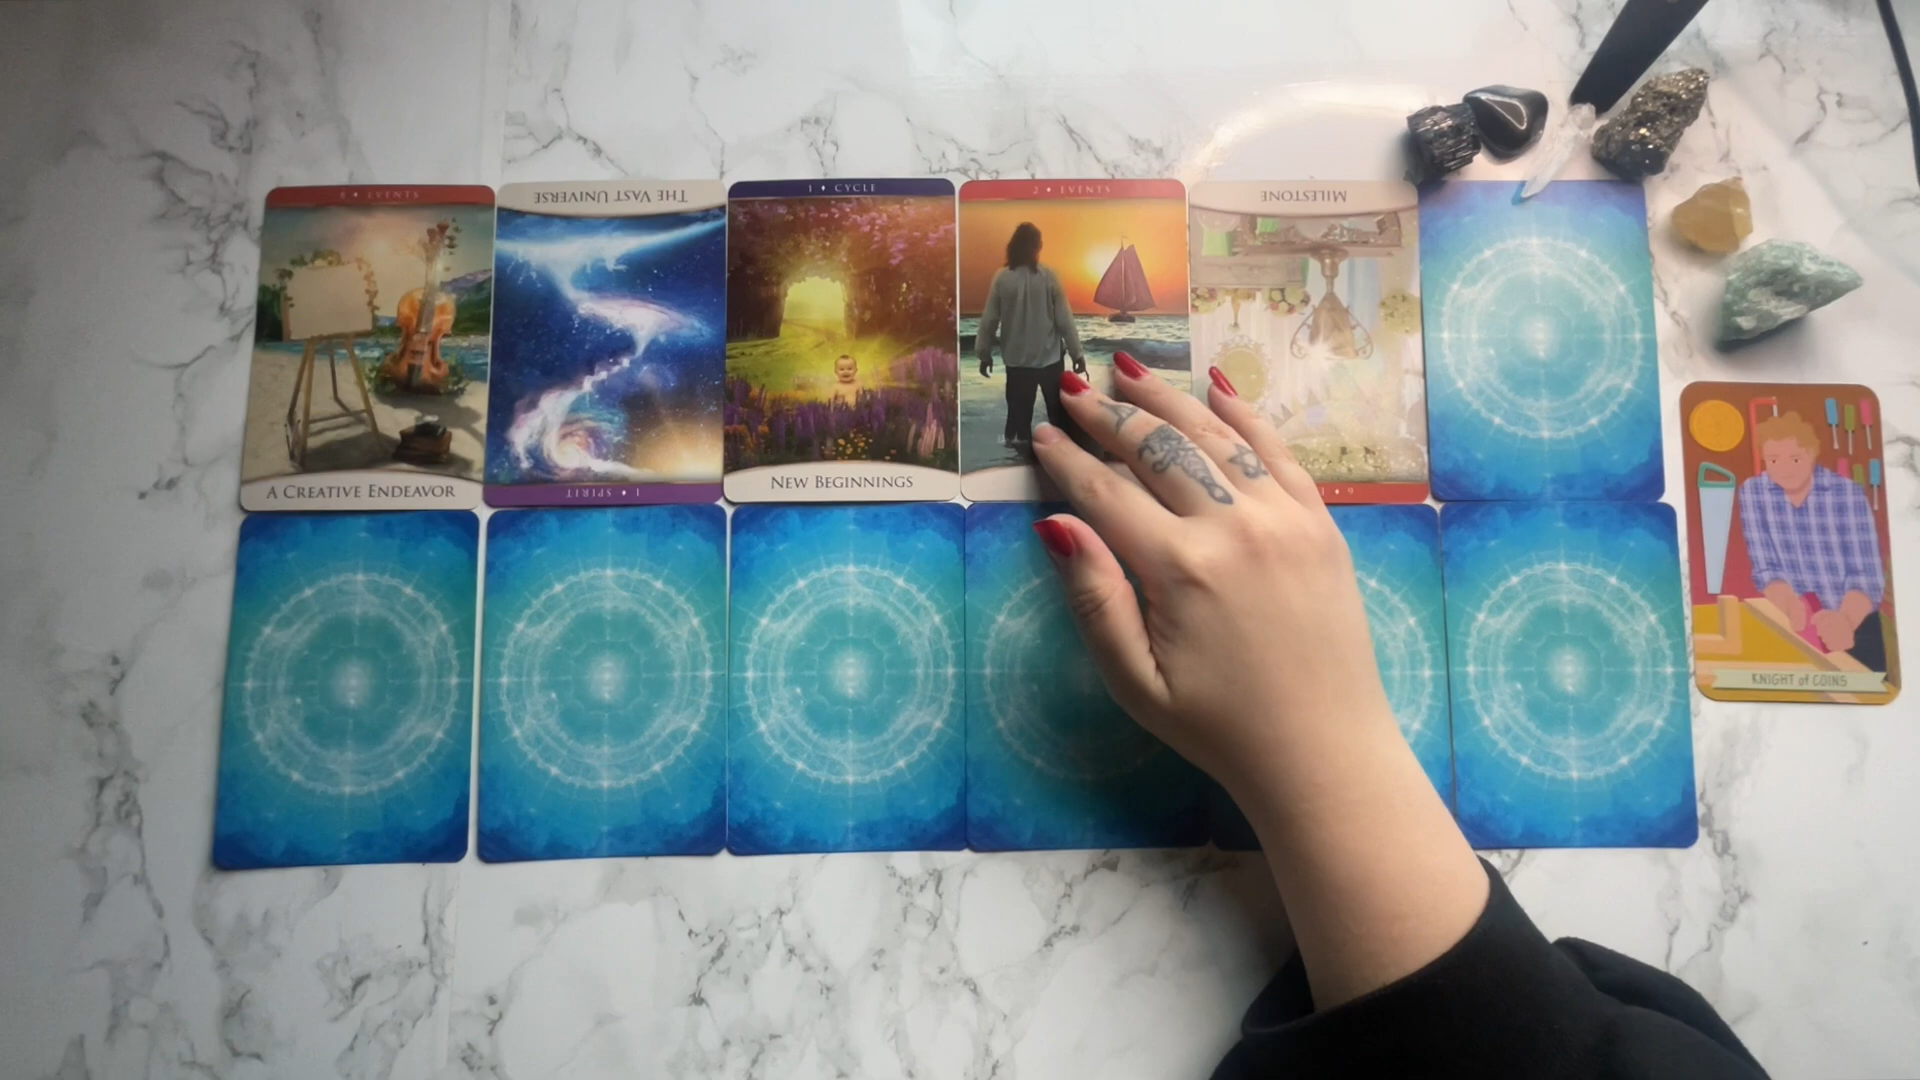 THE VAST UNIVERSE
1 ♦ CYCLE
2 ♦ EVENTS
MILESTONE
EVENTS
A CREATIVE ENDEAVOR
1 ♦ SPIRIT
NEW BEGINNINGS
KNIGHT of COINS